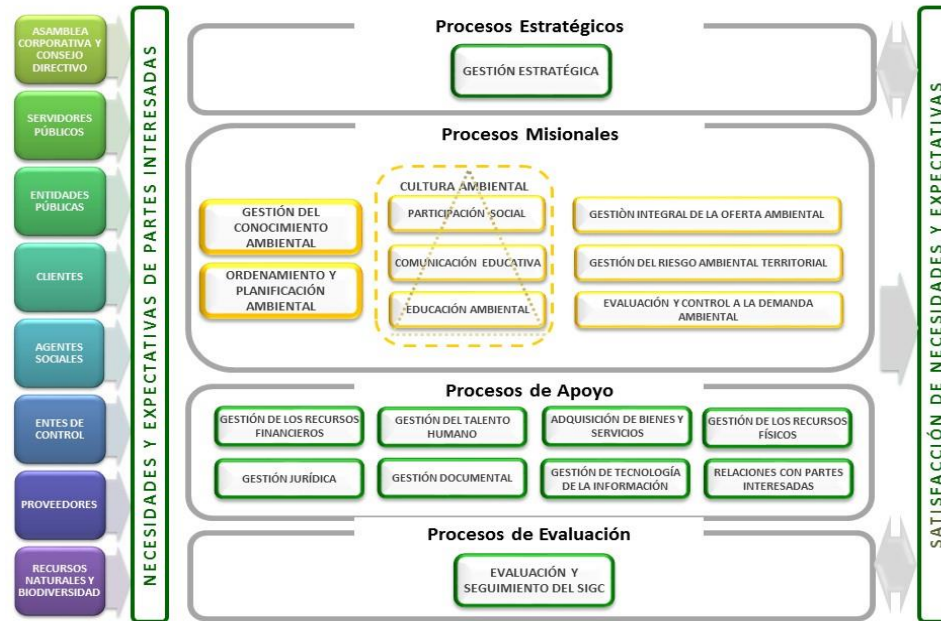 ASAMBLEA
CORPORATIVA Y
CONSEJO
DIRECTIVO
SERVIDORES
PÚBLICOS
ENTIDADES
PÚBLICAS
CLIENTES
AGENTES
SOCIALES
ENTES DE
CONTROL
PROVEEDORES
RECURSOS
NATURALES Y
BIODIVERSIDAD
NECESIDADES Y EXPECTATIVAS DE PARTES INTERESADAS
Procesos Estratégicos
GESTIÓN ESTRATÉGICA
Procesos Misionales
GESTIÓN DEL
CONOCIMIENTO
AMBIENTAL
ORDENAMIENTO Y
PLANIFICACIÓN
AMBIENTAL
CULTURA AMBIENTAL
PARTICIPACIÓN SOCIAL
COMUNICACIÓN EDUCATIVA
EDUCACIÓN AMBIENTAL
GESTIÒN INTEGRAL DE LA OFERTA AMBIENTAL
GESTIÓN DEL RIESGO AMBIENTAL TERRITORIAL
EVALUACIÓN Y CONTROL A LA DEMANDA
AMBIENTAL
Procesos de Apoyo
GESTIÓN DE LOS RECURSOS
FINANCIEROS
GESTIÓN DEL TALENTO
HUMANO
ADQUISICIÓN DE BIENES Y
SERVICIOS
GESTIÓN DE LOS RECURSOS
FÍSICOS
GESTIÓN JURÍDICA
GESTIÓN DOCUMENTAL
GESTIÓN DE TECNOLOGÍA
DE LA INFORMACIÓN
RELACIONES CON PARTES
INTERESADAS
Procesos de Evaluación
EVALUACIÓN Y
SEGUIMIENTO DEL SIGC
SATISFACCIÓN DE NECESIDADES Y EXPECTATIVAS